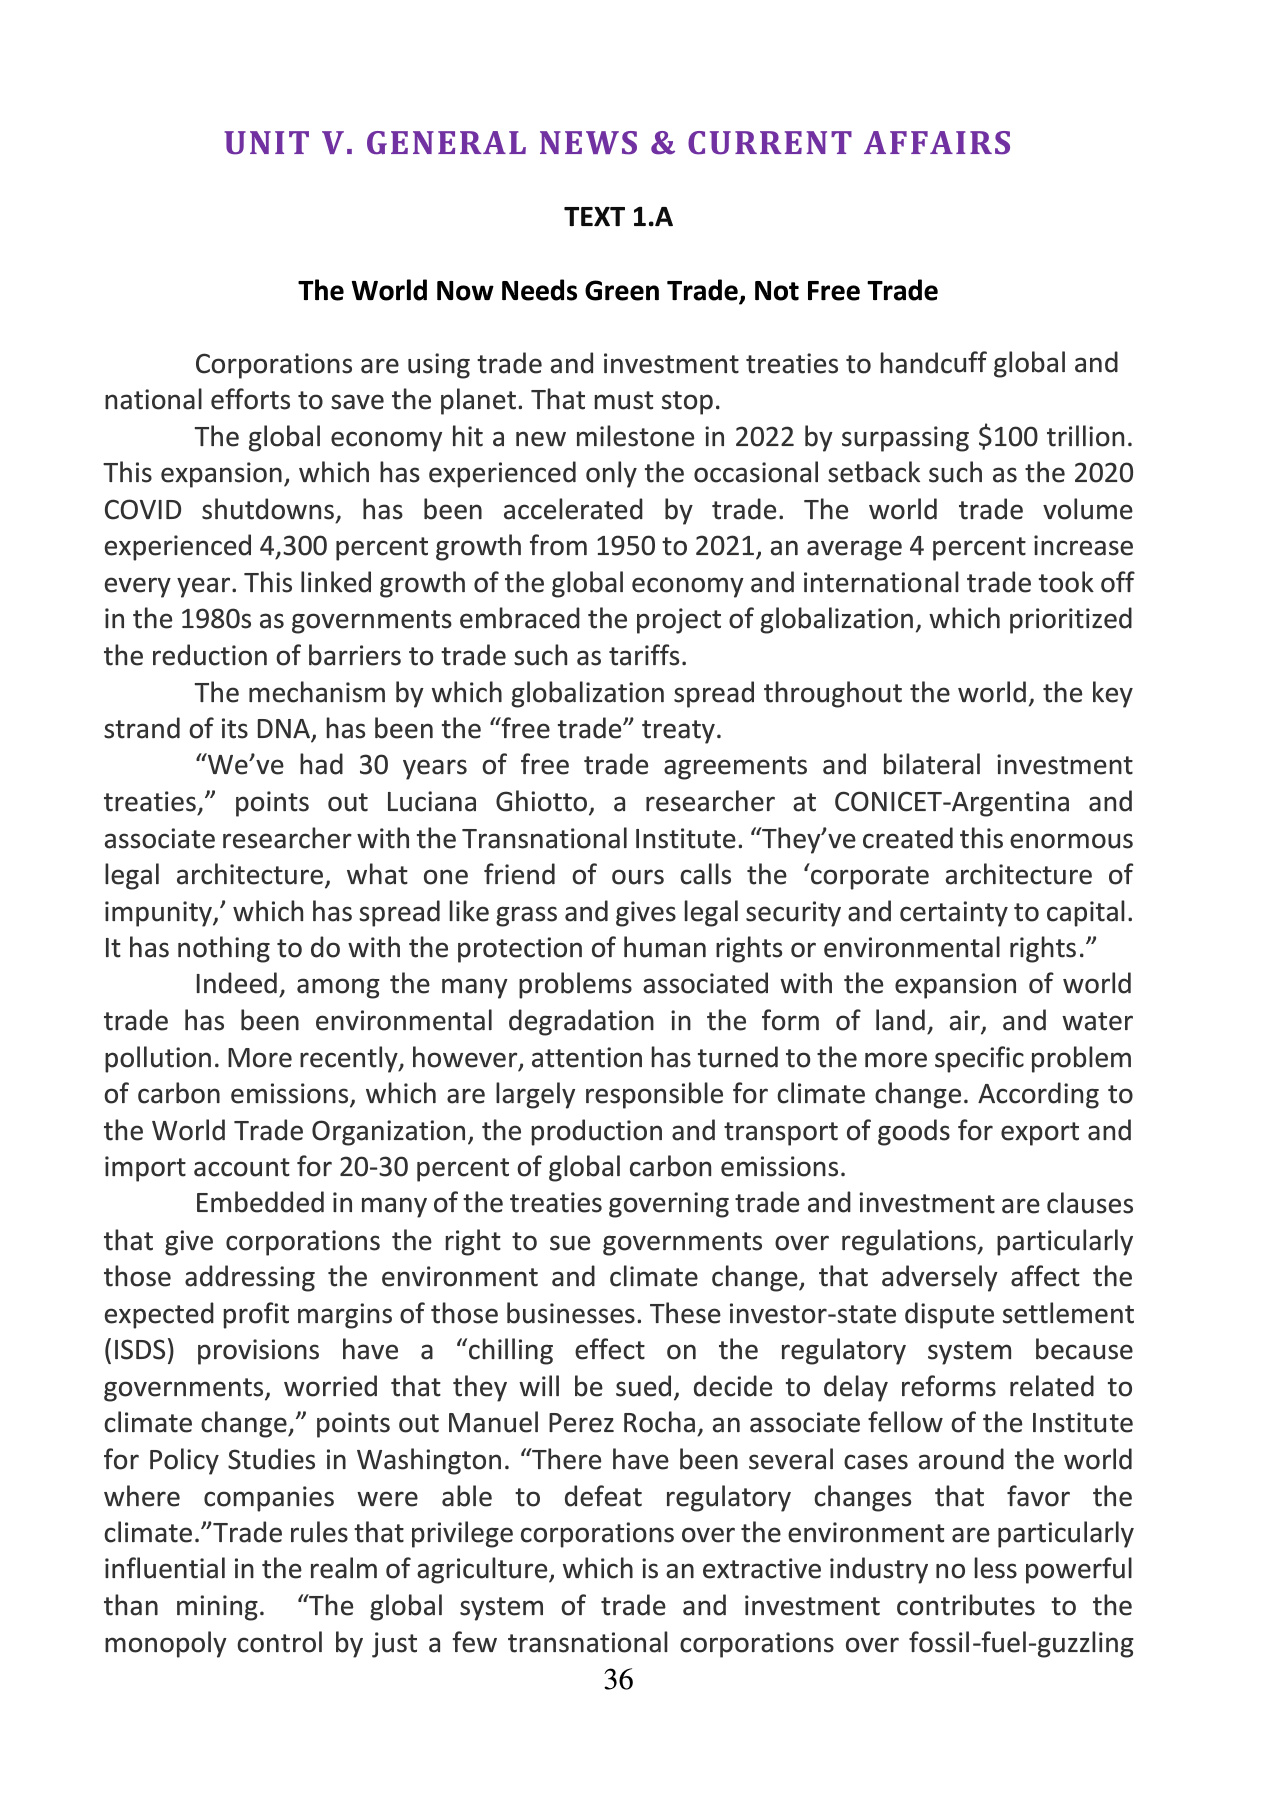 UNIT V. GENERAL NEWS & CURRENT AFFAIRS
TEXT 1.A
The World Now Needs Green Trade, Not Free Trade
Corporations are using trade and investment treaties to handcuff global and
national efforts to save the planet. That must stop.
The global economy hit a new milestone in 2022 by surpassing $100 trillion.
This expansion, which has experienced only the occasional setback such as the 2020
COVID shutdowns, has been accelerated by trade. The world trade volume
experienced 4,300 percent growth from 1950 to 2021, an average 4 percent increase
every year. This linked growth of the global economy and international trade took off
in the 1980s as governments embraced the project of globalization, which prioritized
the reduction of barriers to trade such as tariffs.
The mechanism by which globalization spread throughout the world, the key
strand of its DNA, has been the “free trade” treaty.
“We’ve had 30 years of free trade agreements and bilateral investment
treaties,” points out Luciana Ghiotto, a researcher at CONICET-Argentina and
associate researcher with the Transnational Institute. “They’ve created this enormous
legal architecture, what one friend of ours calls the ‘corporate architecture of
impunity,’ which has spread like grass and gives legal security and certainty to capital.
It has nothing to do with the protection of human rights or environmental rights.”
Indeed, among the many problems associated with the expansion of world
trade has been environmental degradation in the form of land, air, and water
pollution. More recently, however, attention has turned to the more specific problem
of carbon emissions, which are largely responsible for climate change. According to
the World Trade Organization, the production and transport of goods for export and
import account for 20-30 percent of global carbon emissions.
Embedded in many of the treaties governing trade and investment are clauses
that give corporations the right to sue governments over regulations, particularly
those addressing the environment and climate change, that adversely affect the
expected profit margins of those businesses. These investor-state dispute settlement
(ISDS) provisions have a “chilling effect on the regulatory system because
governments, worried that they will be sued, decide to delay reforms related to
climate change,” points out Manuel Perez Rocha, an associate fellow of the Institute
for Policy Studies in Washington. “There have been several cases around the world
where companies were able to defeat regulatory changes that favor the
climate.”Trade rules that privilege corporations over the environment are particularly
influential in the realm of agriculture, which is an extractive industry no less powerful
than mining. “The global system of trade and investment contributes to the
monopoly control by just a few transnational corporations over fossil-fuel-guzzling
36